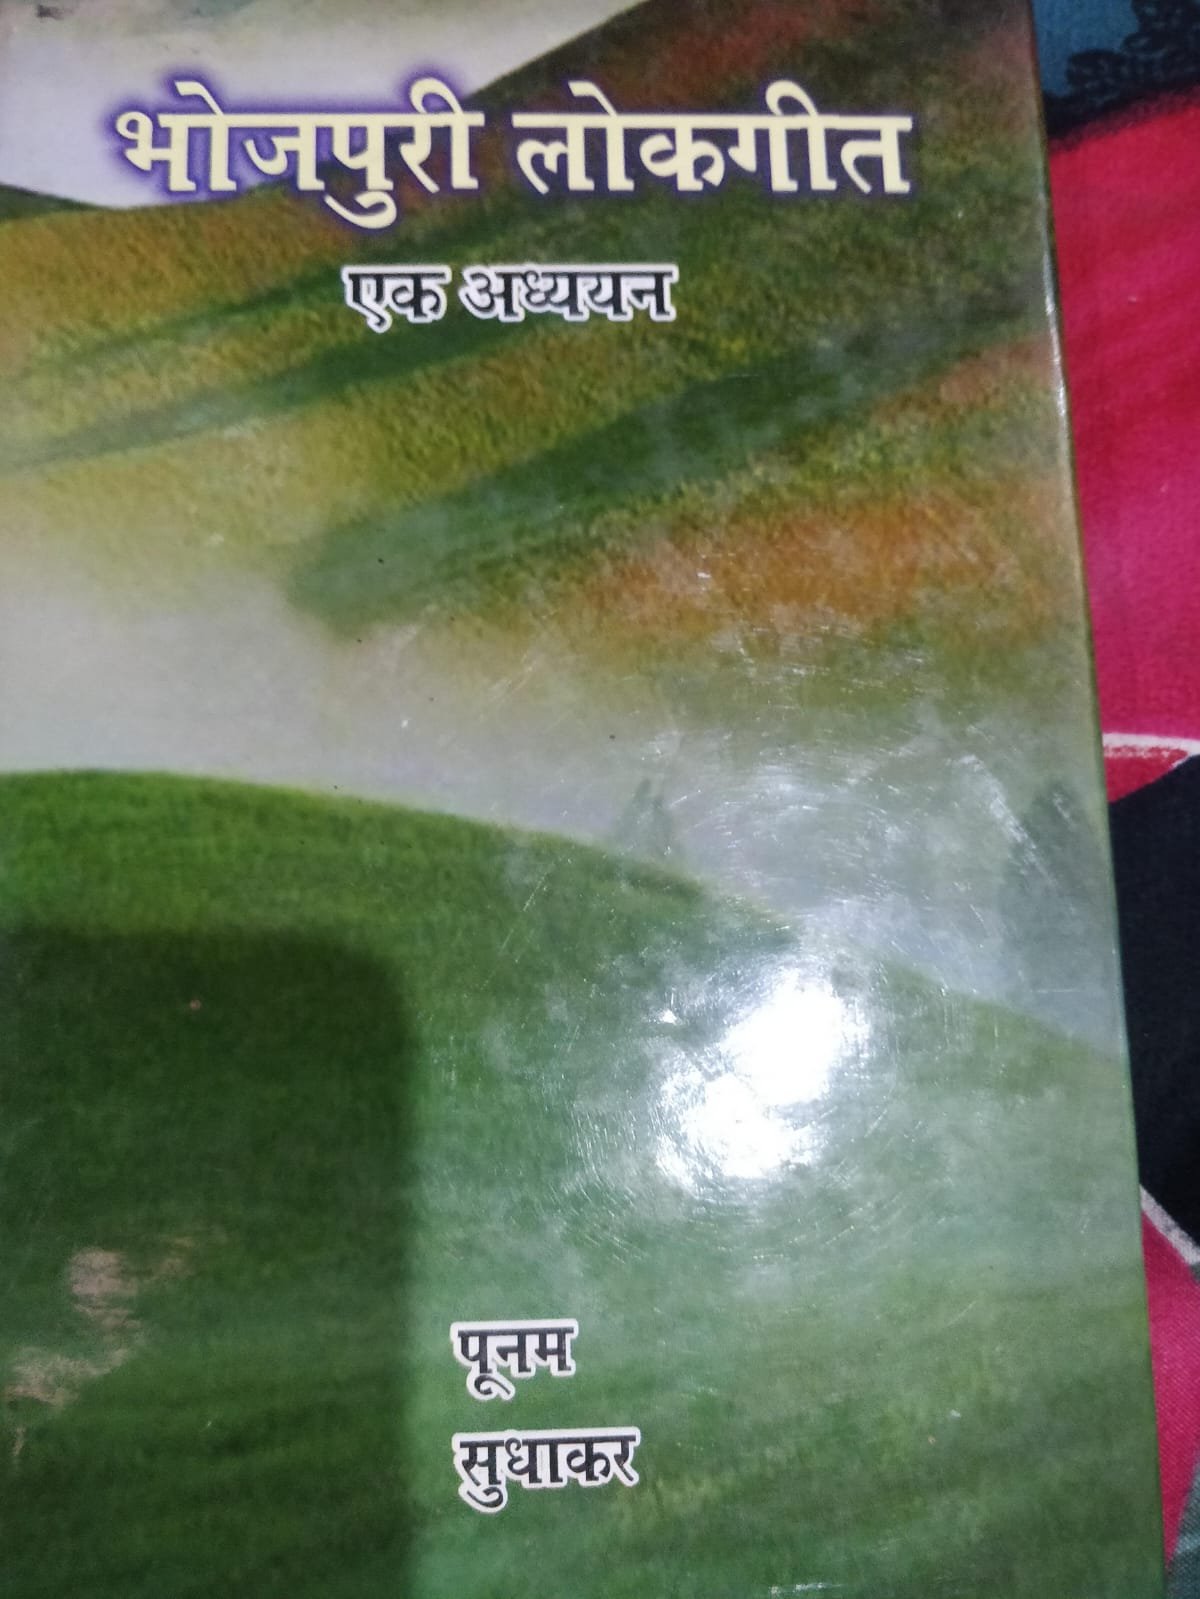 भोजपुरी लोकगीत
एक अध्ययन
पूनम
सुधाकर